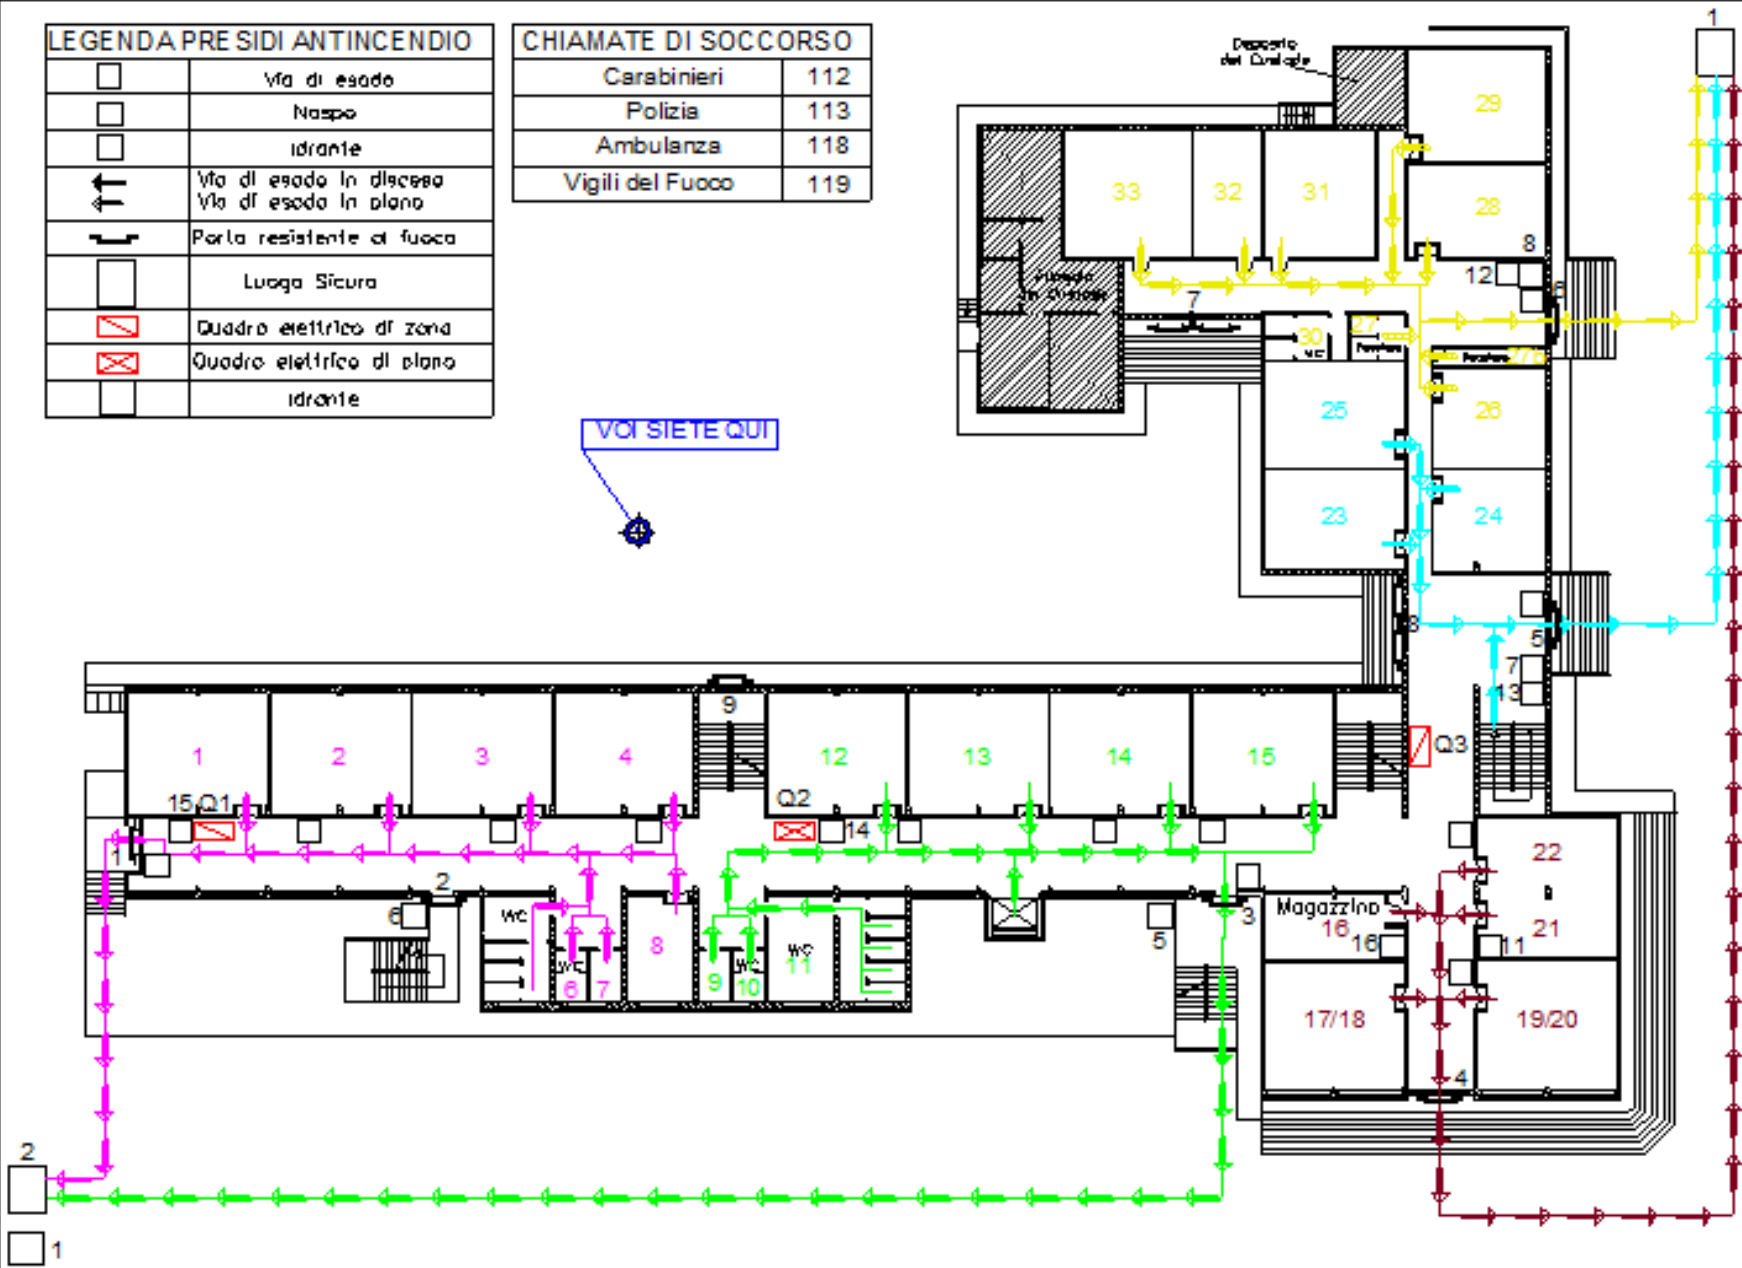 LEGENDA PRESIDI ANTINCENDIO
Via di esodo
Naspo
Idrante
Via di esodo in discesa
Via di esodo in piano
Porta resistente al fuoco
Luogo Sicuro
Quadro elettrico di zona
Quadro elettrico di piano
Idrante
CHIAMATE DI SOCCORSO
Carabinieri 112
Polizia 113
Ambulanza 118
Vigili del Fuoco 119
VOI SIETE QUI
1
Deposito
del Custode
29
33 32 31 28
8
12
6
7
30 27
WC
27b
25 26
23 24
8
5
7
13
9
Q3
1 2 3 4 12 13 14 15
15 Q1 Q2
14
1
2
6
WC
WC
6 7
8
9
WC
10
WC
11
5
3
22
Magazzino
16
16
11
21
17/18
19/20
4
2
1